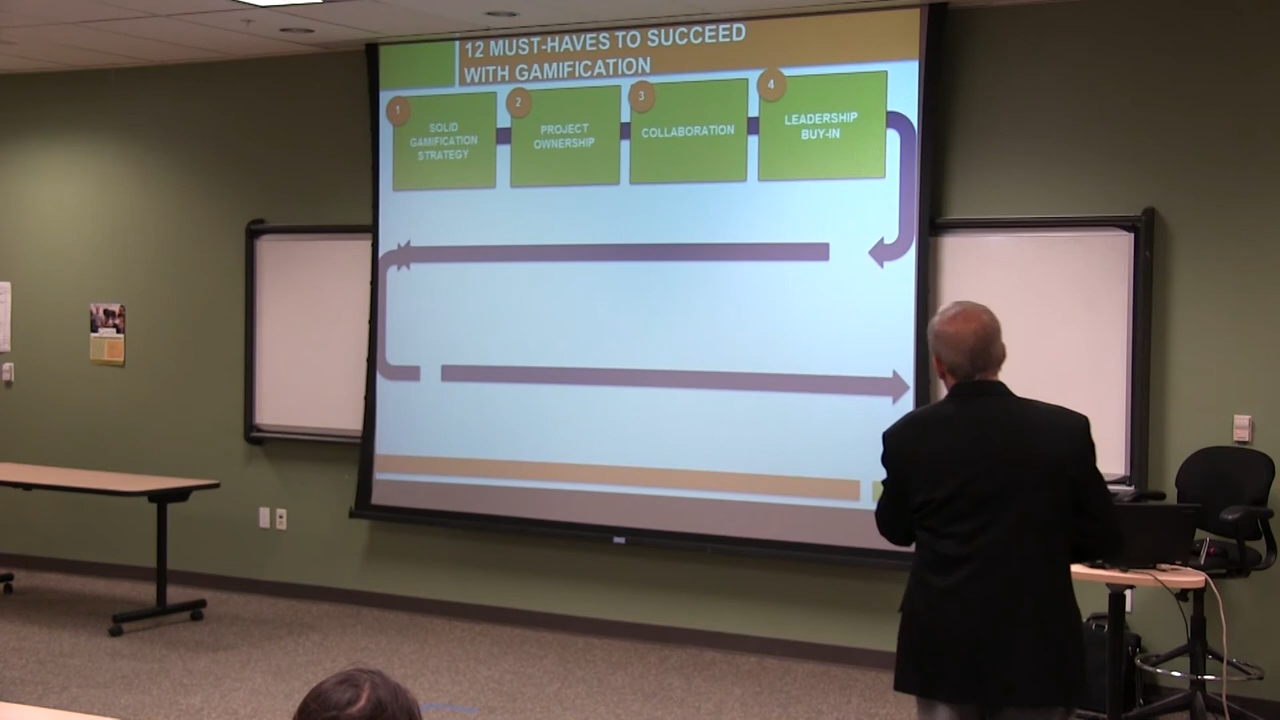 12 MUST-HAVES TO SUCCEED
WITH GAMIFICATION
1
SOLID
GAMIFICATION
STRATEGY
2
PROJECT
OWNERSHIP
3
COLLABORATION
4
LEADERSHIP
BUY-IN